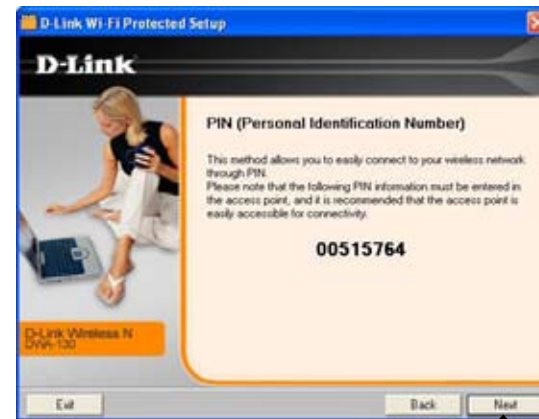 D-Link Wi-Fi Protected Setup
D-Link
PIN (Personal Identification Number)
This method allows you to easily connect to your wireless network
through PIN.
Please note that the following PIN information must be entered in
the access point, and it is recommended that the access point is
easily accessible for connectivity.
00515764
D-Link Wireless N
DWA-130
Exit
Back
Next